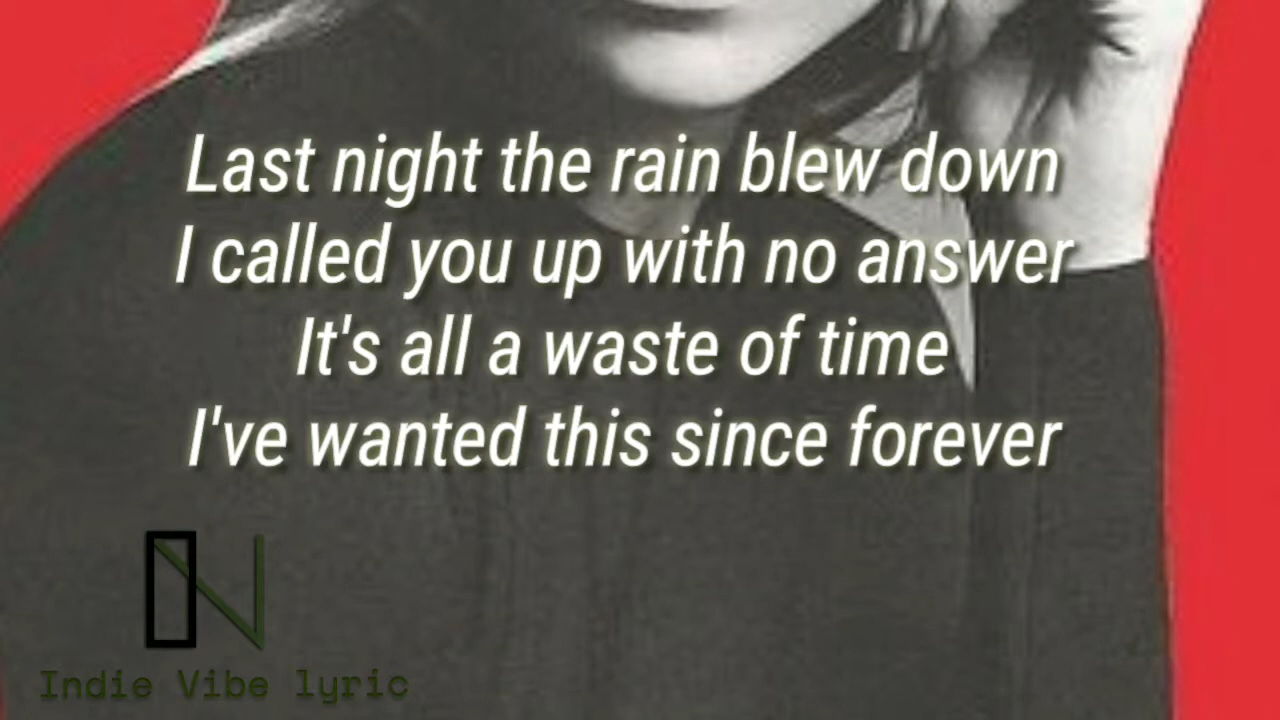 Last night the rain blew down
I called you up with no answer
It's all a waste of time
I've wanted this since forever
Indie Vibe lyric